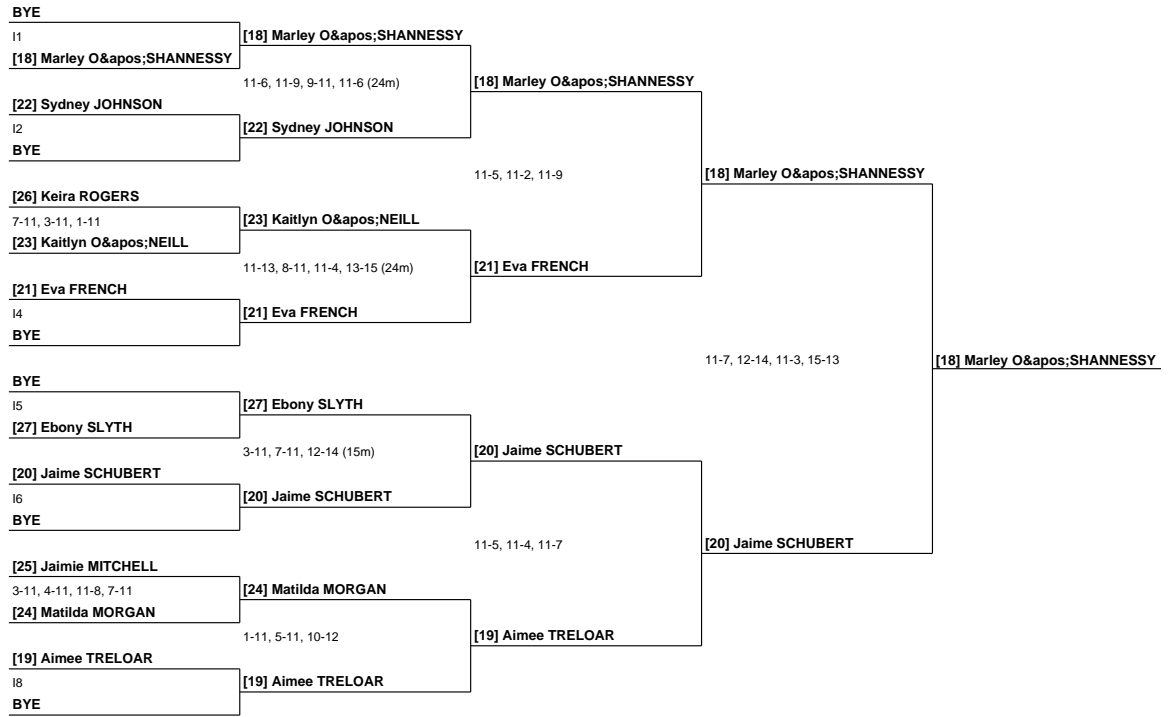 BYE
I1
[18] Marley O&apos;SHANNESSY
[18] Marley O&apos;SHANNESSY
11-6, 11-9, 9-11, 11-6 (24m)
[18] Marley O&apos;SHANNESSY
[22] Sydney JOHNSON
I2
[22] Sydney JOHNSON
BYE
11-5, 11-2, 11-9
[18] Marley O&apos;SHANNESSY
[26] Keira ROGERS
7-11, 3-11, 1-11
[23] Kaitlyn O&apos;NEILL
[23] Kaitlyn O&apos;NEILL
11-13, 8-11, 11-4, 13-15 (24m)
[21] Eva FRENCH
[21] Eva FRENCH
I4
[21] Eva FRENCH
BYE
11-7, 12-14, 11-3, 15-13
[18] Marley O&apos;SHANNESSY
BYE
I5
[27] Ebony SLYTH
[27] Ebony SLYTH
3-11, 7-11, 12-14 (15m)
[20] Jaime SCHUBERT
[20] Jaime SCHUBERT
I6
[20] Jaime SCHUBERT
BYE
11-5, 11-4, 11-7
[20] Jaime SCHUBERT
[25] Jaimie MITCHELL
3-11, 4-11, 11-8, 7-11
[24] Matilda MORGAN
[24] Matilda MORGAN
1-11, 5-11, 10-12
[19] Aimee TRELOAR
[19] Aimee TRELOAR
I8
[19] Aimee TRELOAR
BYE